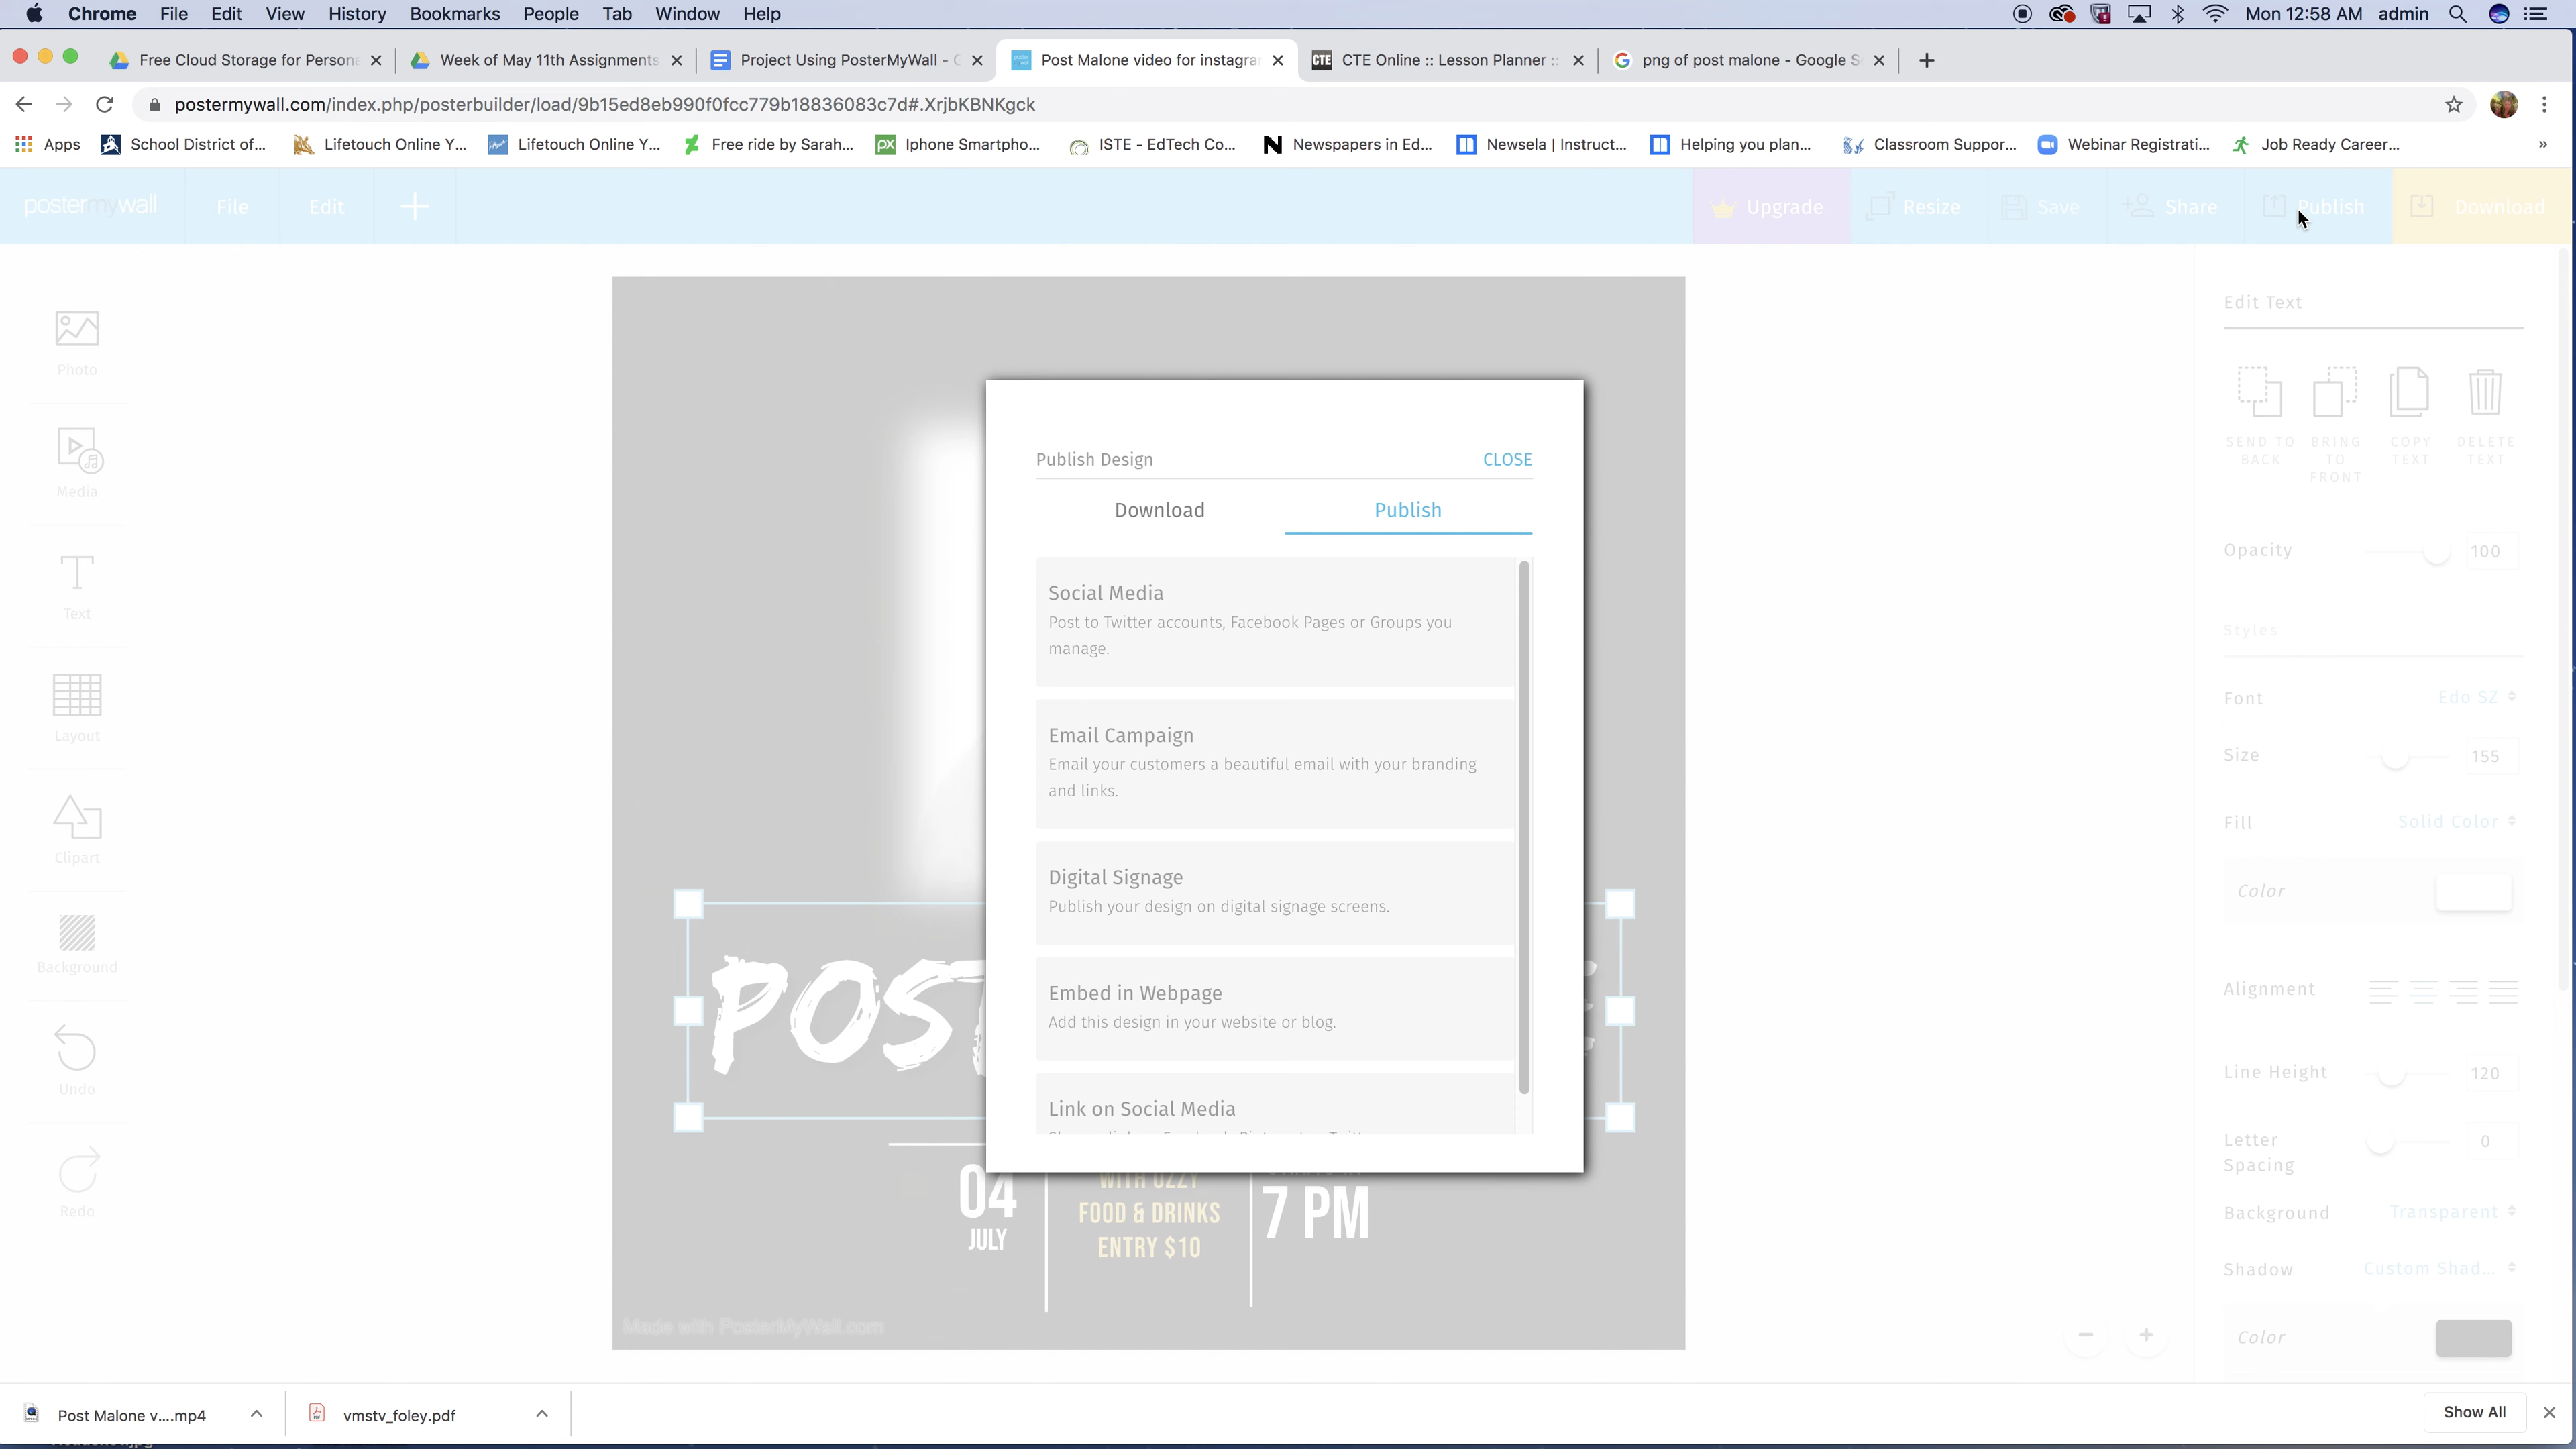 Chrome File Edit View History Bookmarks People Tab Window Help
Mon 12:58 AM admin
Free Cloud Storage for Persona
Week of May 11th Assignments
Project Using PosterMyWall - G
Post Malone video for instagra
CTE
CTE Online :: Lesson Planner ::
png of post malone - Google S
postermywall.com/index.php/posterbuilder/load/9b15ed8eb990f0fcc779b18836083c7d#.XrjbKBNKgck
Apps
School District of...
Lifetouch Online Y...
Lifetouch Online Y...
Free ride by Sarah...
px
Iphone Smartpho...
ISTE - EdTech Co...
N
Newspapers in Ed...
Newsela | Instruct...
Helping you plan...
Classroom Suppor...
Webinar Registrati...
Job Ready Career...
»
postermywall
File
Edit
Upgrade
Resize
Save
Share
Publish
Download
Photo
Media
Text
Layout
Clipart
Background
Undo
Redo
Publish Design
CLOSE
Download
Publish
Social Media
Post to Twitter accounts, Facebook Pages or Groups you
manage.
Email Campaign
Email your customers a beautiful email with your branding
and links.
Digital Signage
Publish your design on digital signage screens.
Embed in Webpage
Add this design in your website or blog.
Link on Social Media
POST
04
JULY
WITH OZZY
FOOD & DRINKS
ENTRY $10
7 PM
Made with PosterMyWall.com
Edit Text
SEND TO
BACK
BRING
TO
FRONT
COPY
TEXT
DELETE
TEXT
Opacity
100
Styles
Font
Edo SZ
Size
155
Fill
Solid Color
Color
Alignment
Line Height
120
Letter
Spacing
0
Background
Transparent
Shadow
Custom Shad...
Color
Post Malone v....mp4
vmstv_foley.pdf
Show All